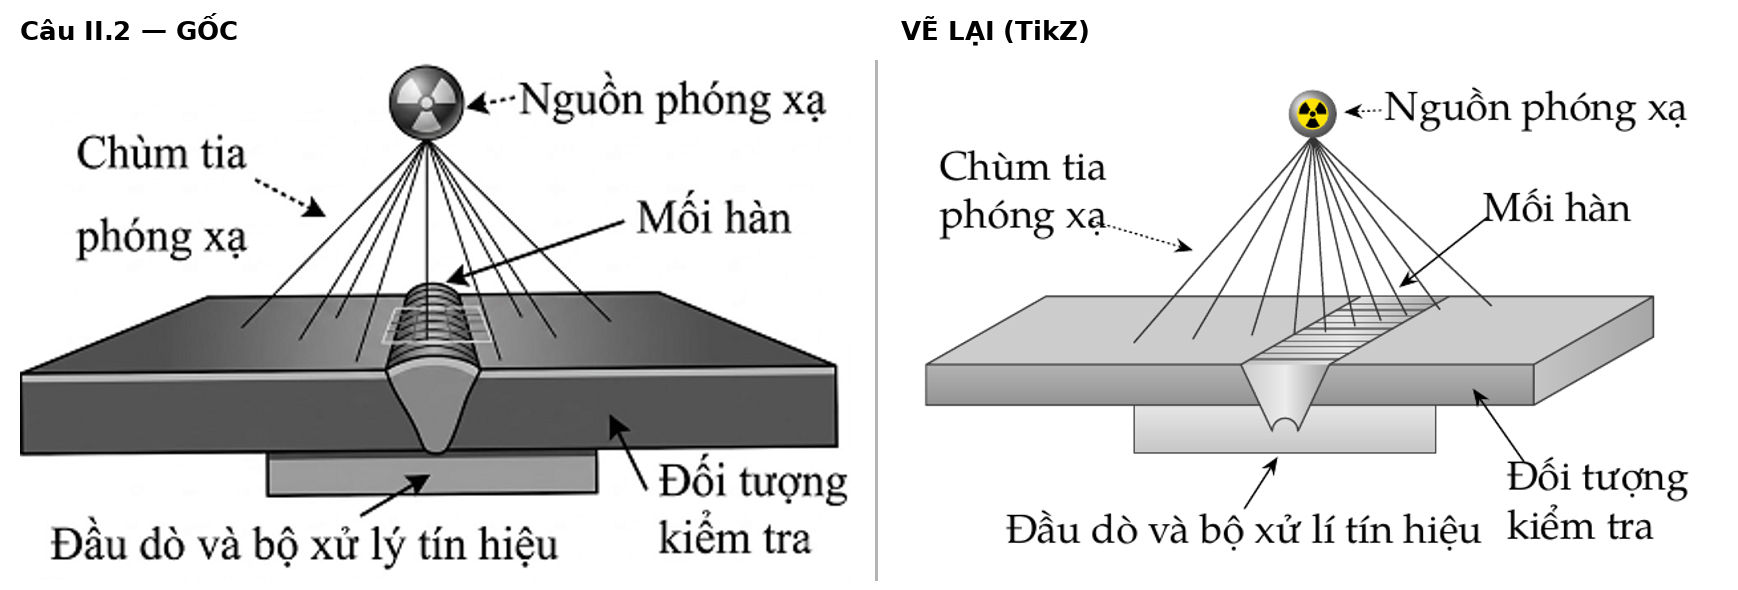 Câu II.2 — GỐC
Nguồn phóng xạ
Chùm tia
phóng xạ
Mối hàn
Đối tượng
kiểm tra
Đầu dò và bộ xử lý tín hiệu
VẼ LẠI (TikZ)
Nguồn phóng xạ
Chùm tia
phóng xạ
Mối hàn
Đối tượng
kiểm tra
Đầu dò và bộ xử lí tín hiệu